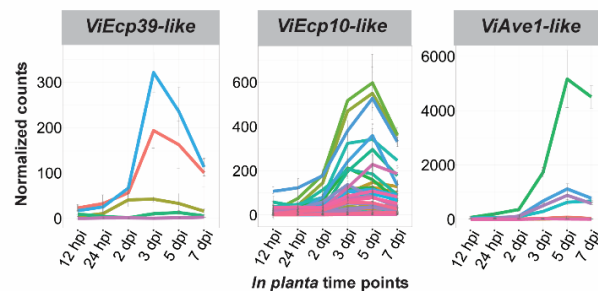 ViEcp39-like
ViEcp10-like
ViAve1-like
Normalized counts
300
200
100
0
12 hpi
24 hpi
2 dpi
3 dpi
5 dpi
7 dpi
600
400
200
0
12 hpi
24 hpi
2 dpi
3 dpi
5 dpi
7 dpi
6000
4000
2000
0
12 hpi
24 hpi
2 dpi
3 dpi
5 dpi
7 dpi
In planta time points